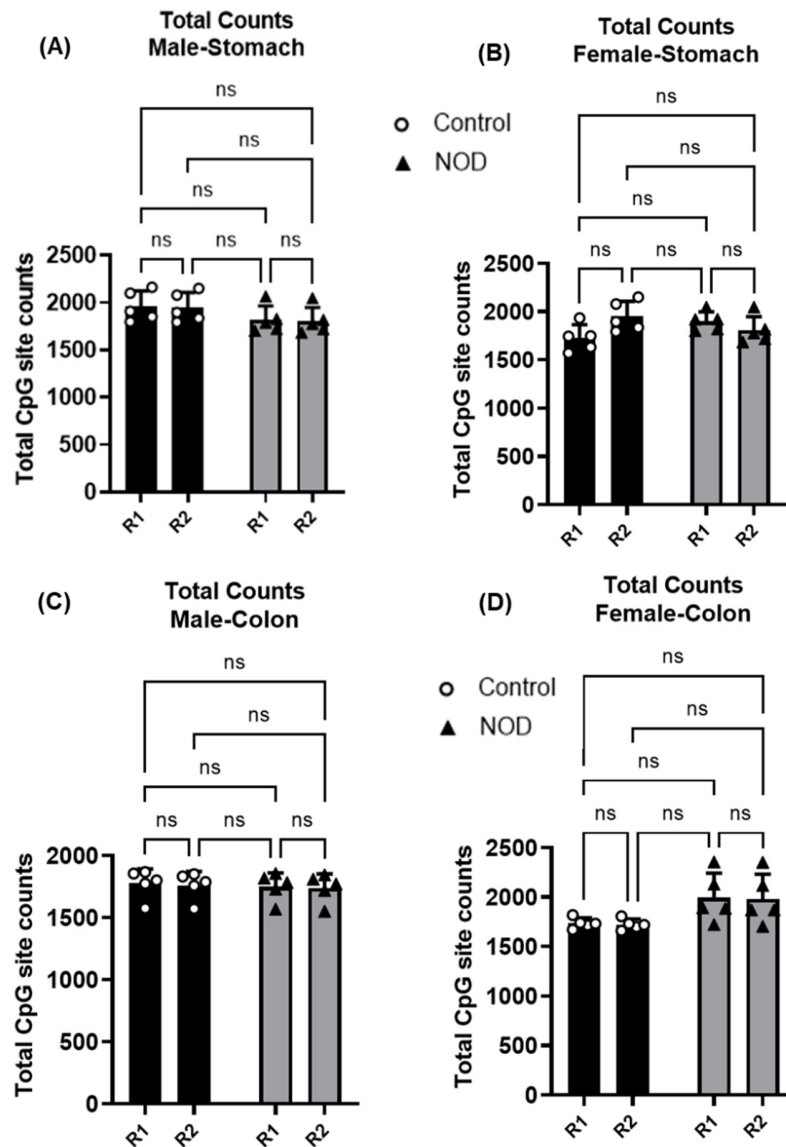 (A)
Total Counts
Male-Stomach
ns
ns
ns
ns ns ns
Total CpG site counts
2500
2000
1500
1000
500
0
R1 R2 R1 R2
Control
NOD
(B)
Total Counts
Female-Stomach
ns
ns
ns
ns ns ns
Total CpG site counts
2500
2000
1500
1000
500
0
R1 R2 R1 R2
(C)
Total Counts
Male-Colon
ns
ns
ns
ns ns ns
Total CpG site counts
2000
1500
1000
500
0
R1 R2 R1 R2
Control
NOD
(D)
Total Counts
Female-Colon
ns
ns
ns
ns ns ns
Total CpG site counts
2500
2000
1500
1000
500
0
R1 R2 R1 R2